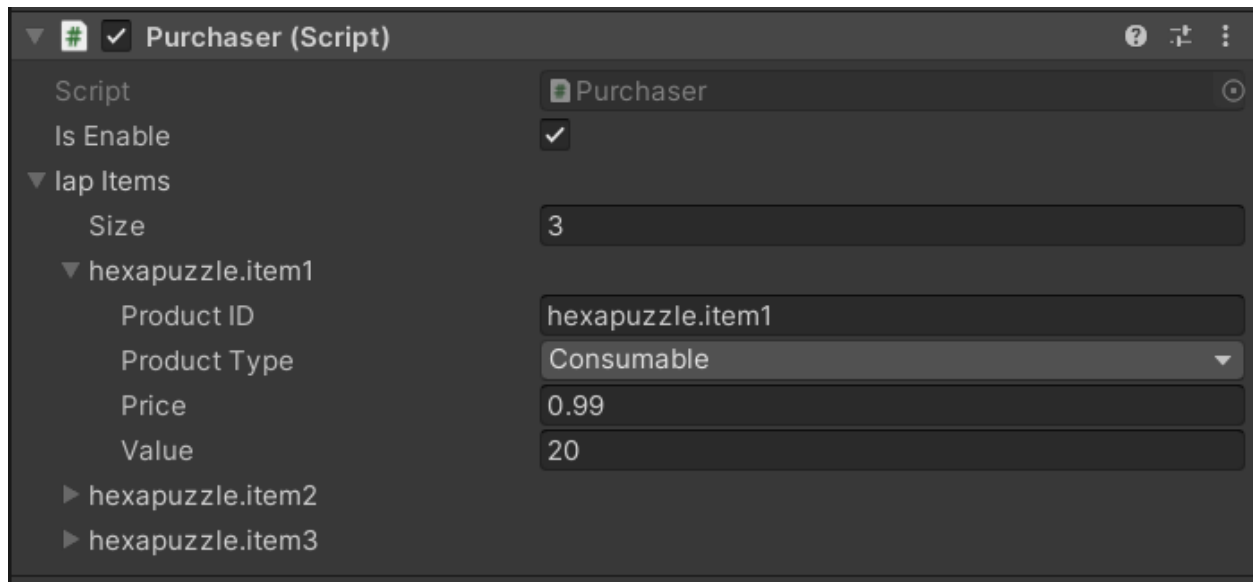 Purchaser (Script)
Script Purchaser
Is Enable
Iap Items
Size 3
hexapuzzle.item1
Product ID hexapuzzle.item1
Product Type Consumable
Price 0.99
Value 20
hexapuzzle.item2
hexapuzzle.item3